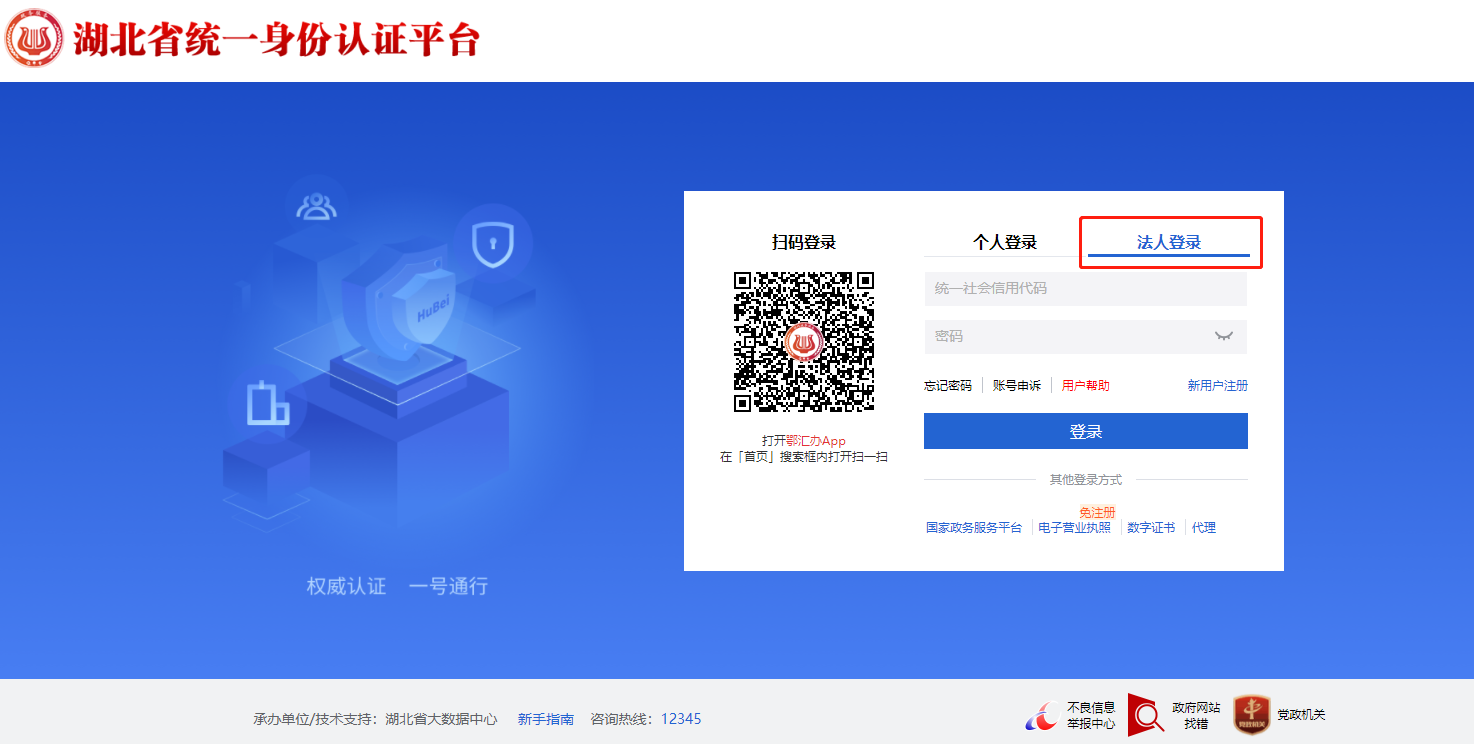 湖北省统一身份认证平台
HuBei
权威认证 一号通行
扫码登录
打开鄂汇办App
在「首页」搜索框内打开扫一扫
个人登录 法人登录
统一社会信用代码
密码
忘记密码 账号申诉 用户帮助 新用户注册
登录
其他登录方式
免注册
国家政务服务平台 电子营业执照 数字证书 代理
承办单位/技术支持：湖北省大数据中心 新手指南 咨询热线：12345
不良信息
举报中心
政府网站
找错
党政机关
党政机关